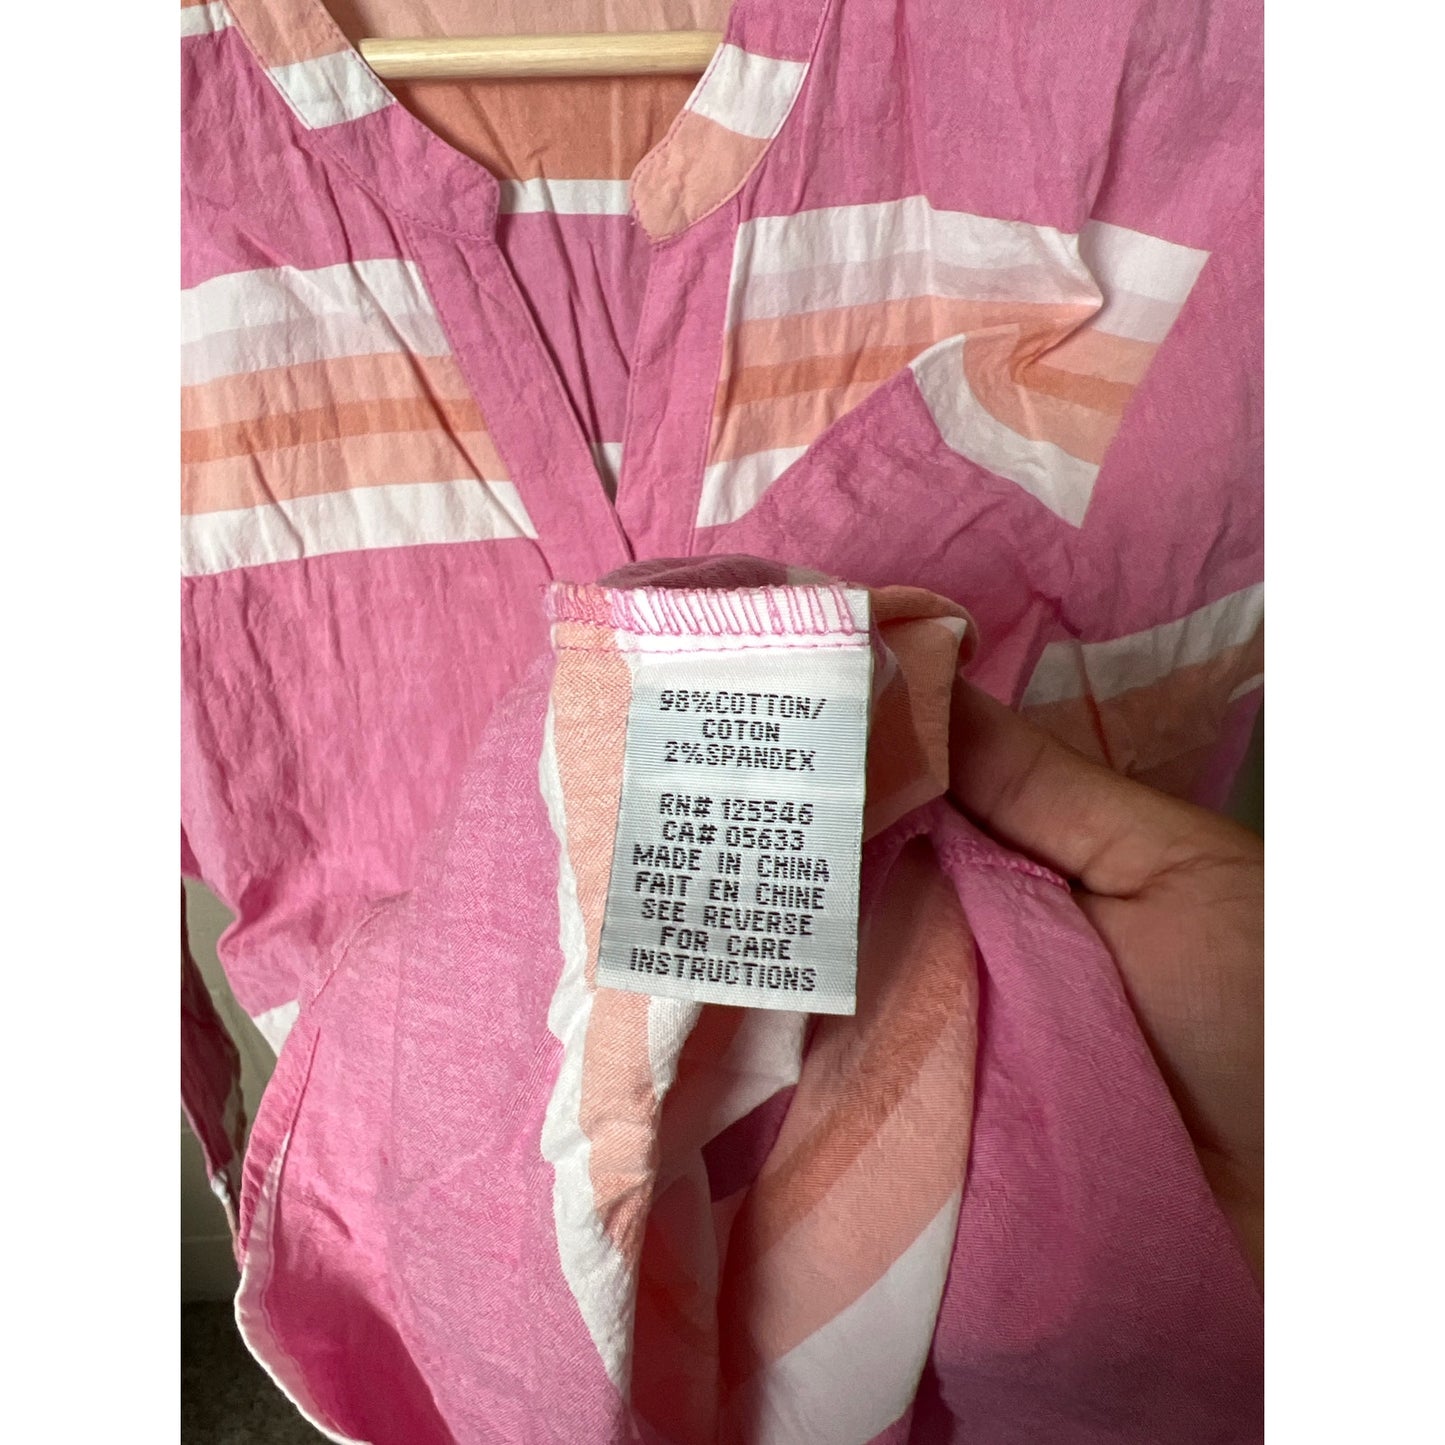 98%COTTON/
COTON
2%SPANDEX
RN# 125546
CA# 05633
MADE IN CHINA
FAIT EN CHINE
SEE REVERSE
FOR CARE
INSTRUCTIONS